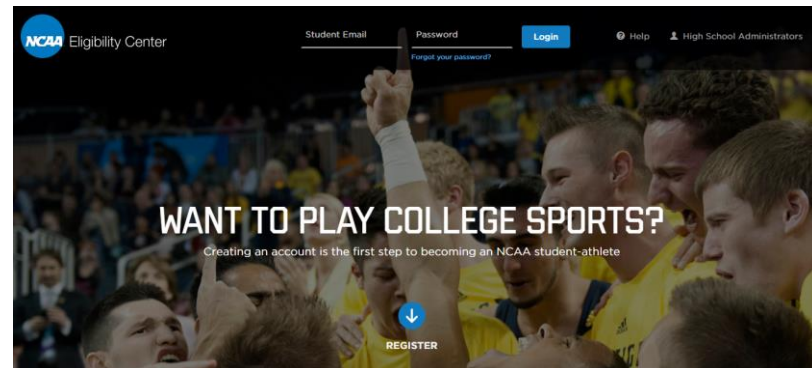 NCAA Eligibility Center
Student Email
Password
Login
Help
High School Administrators
Forgot your password?
WANT TO PLAY COLLEGE SPORTS?
Creating an account is the first step to becoming an NCAA student-athlete
REGISTER